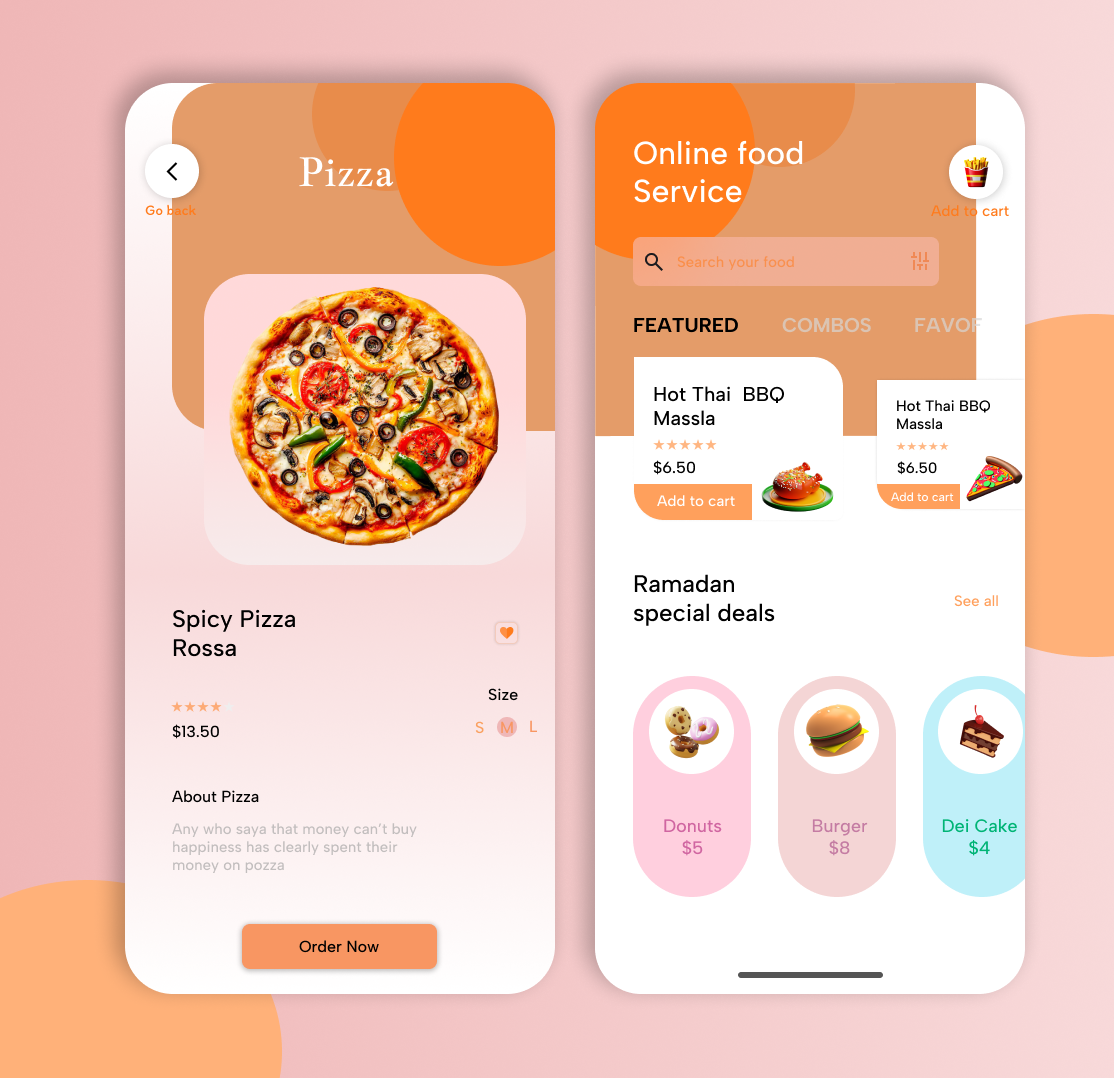 Pizza
Go back
Spicy Pizza
Rossa
Size
$13.50
S M L
About Pizza
Any who saya that money can't buy
happiness has clearly spent their
money on pozza
Order Now
Online food
Service
Add to cart
Search your food
FEATURED COMBOS FAVOF
Hot Thai BBQ
Massla
$6.50
Add to cart
Hot Thai BBQ
Massla
$6.50
Add to cart
Ramadan
special deals
See all
Donuts
$5
Burger
$8
Dei Cake
$4